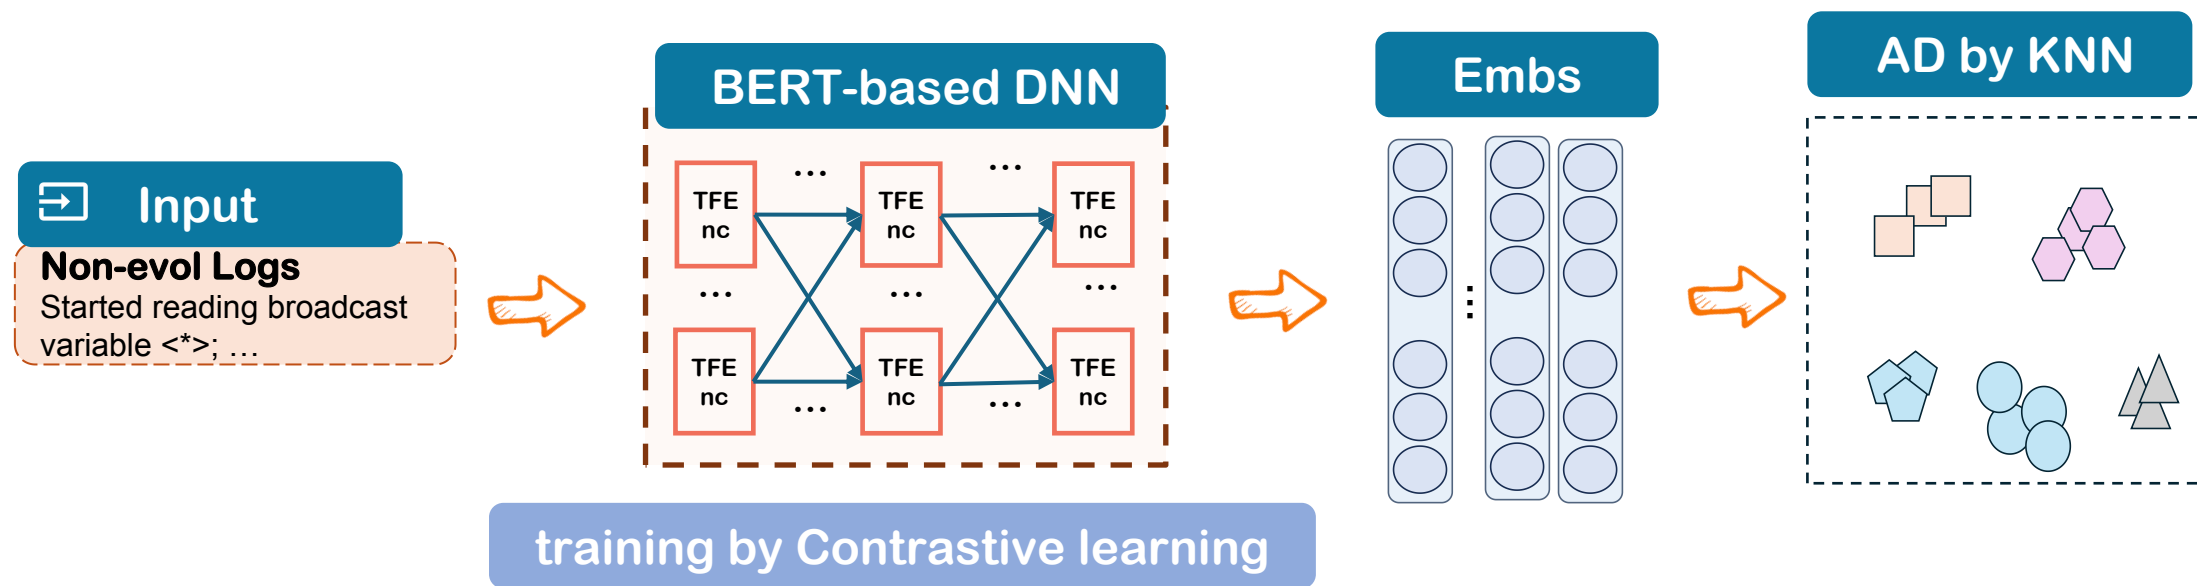 Input
Non-evol Logs
Started reading broadcast
variable <*>; …
BERT-based DNN
...
...
TFE
nc
TFE
nc
TFE
nc
...
...
...
TFE
nc
TFE
nc
TFE
nc
...
...
training by Contrastive learning
Embs
...
AD by KNN